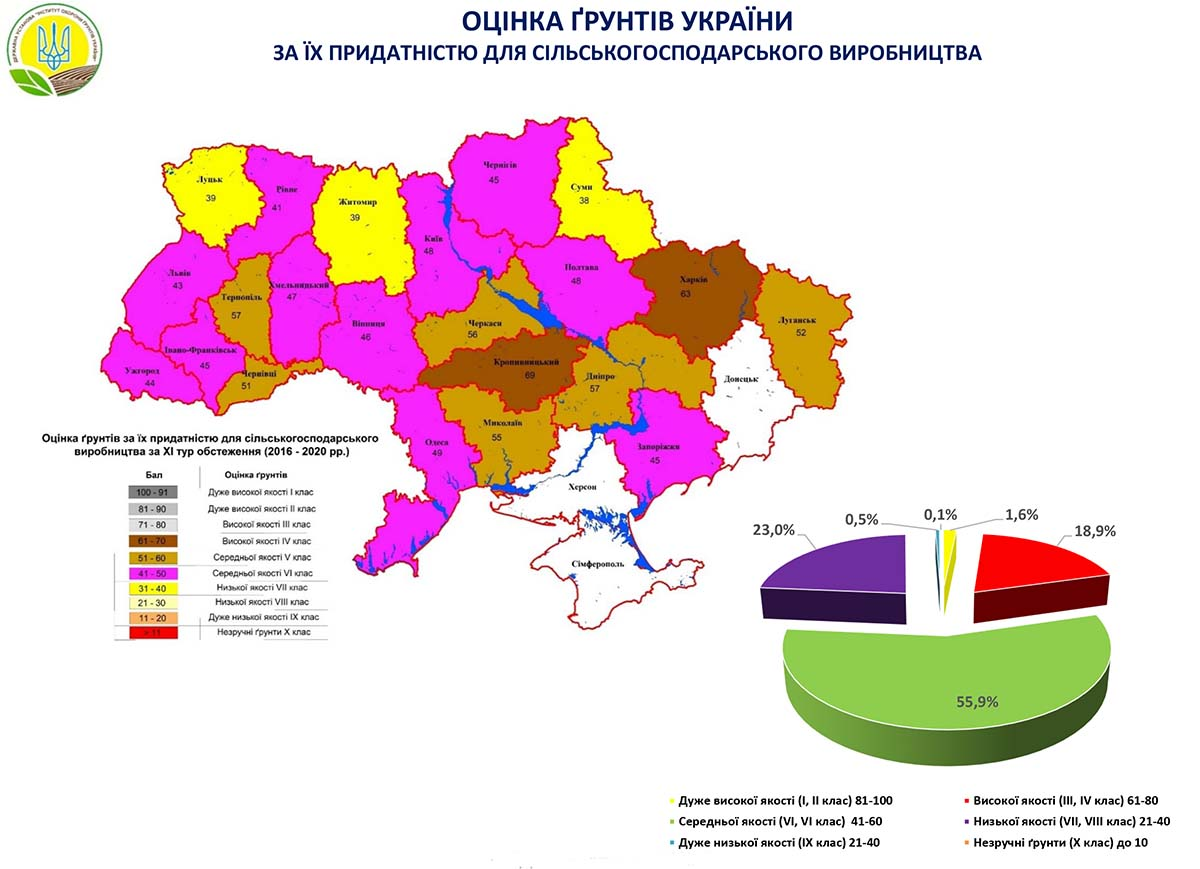 ДЕРЖАВНА УСТАНОВА "ІНСТИТУТ ОХОРОНИ ҐРУНТІВ УКРАЇНИ"
ОЦІНКА ҐРУНТІВ УКРАЇНИ
ЗА ЇХ ПРИДАТНІСТЮ ДЛЯ СІЛЬСЬКОГОСПОДАРСЬКОГО ВИРОБНИЦТВА
Чернігів
45
Луцьк
39
Рівне
41
Житомир
39
Суми
38
Київ
48
Львів
43
Тернопіль
57
Хмельницький
47
Полтава
48
Харків
63
Вінниця
46
Черкаси
56
Луганськ
52
Івано-Франківськ
45
Ужгород
44
Чернівці
51
Кропивницький
69
Дніпро
57
Донецьк
Миколаїв
55
Одеса
49
Запоріжжя
45
Херсон
Сімферополь
Оцінка ґрунтів за їх придатністю для сільськогосподарського
виробництва за XI тур обстеження (2016 - 2020 рр.)
Бал Оцінка ґрунтів
100 - 91 Дуже високої якості I клас
81 - 90 Дуже високої якості II клас
71 - 80 Високої якості III клас
61 - 70 Високої якості IV клас
51 - 60 Середньої якості V клас
41 - 50 Середньої якості VI клас
31 - 40 Низької якості VII клас
21 - 30 Низької якості VIII клас
11 - 20 Дуже низької якості IX клас
> 11 Незручні ґрунти X клас
23,0%
0,5%
0,1%
1,6%
18,9%
55,9%
Дуже високої якості (I, II клас) 81-100
Високої якості (III, IV клас) 61-80
Середньої якості (VI, VI клас) 41-60
Низької якості (VII, VIII клас) 21-40
Дуже низької якості (IX клас) 21-40
Незручні ґрунти (X клас) до 10